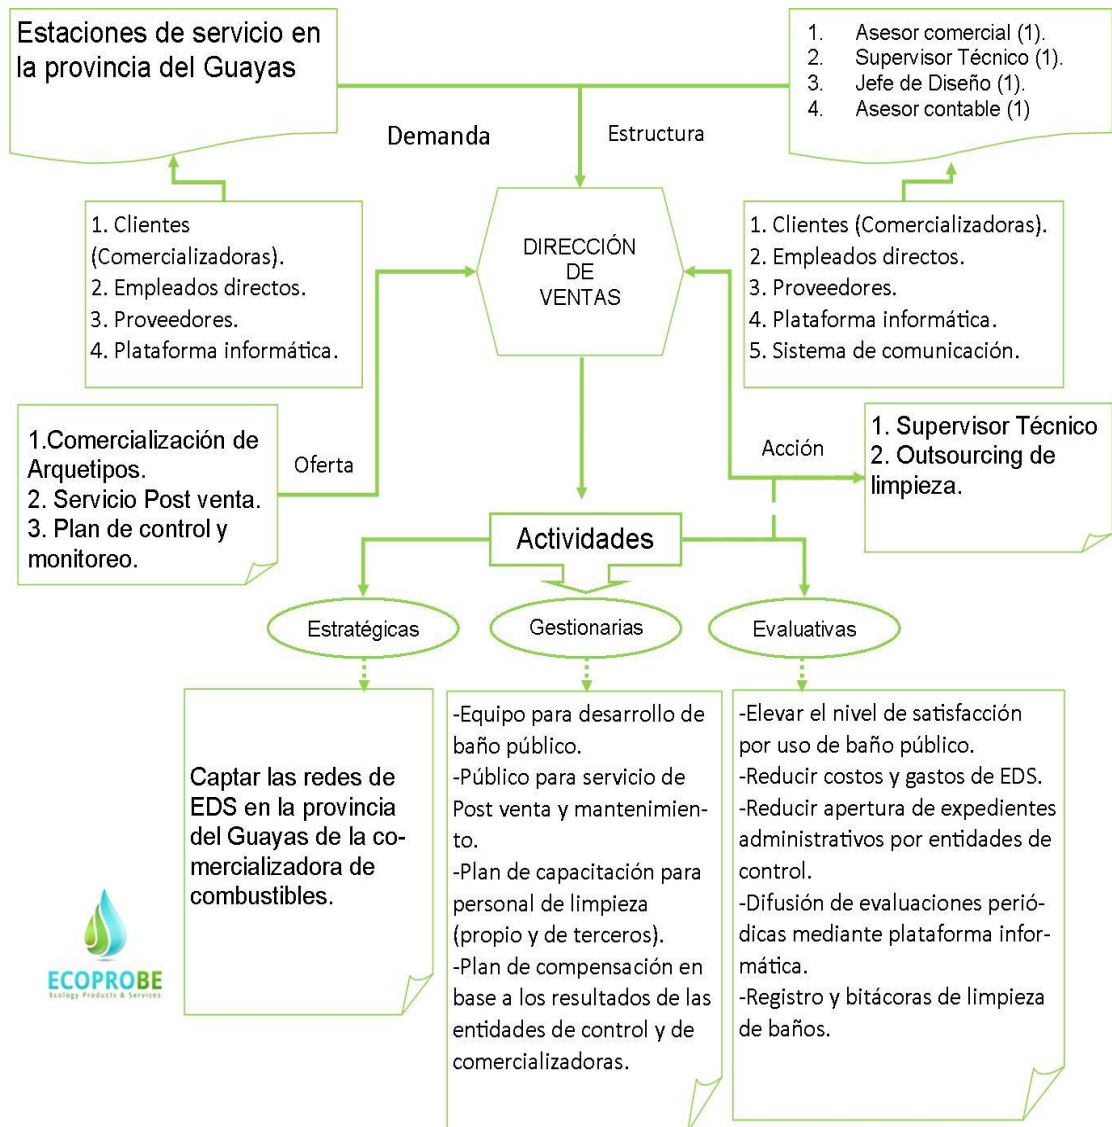 Estaciones de servicio en
la provincia del Guayas
1. Asesor comercial (1).
2. Supervisor Técnico (1).
3. Jefe de Diseño (1).
4. Asesor contable (1)
Demanda
Estructura
1. Clientes
(Comercializadoras).
2. Empleados directos.
3. Proveedores.
4. Plataforma informática.
DIRECCIÓN
DE
VENTAS
1. Clientes (Comercializadoras).
2. Empleados directos.
3. Proveedores.
4. Plataforma informática.
5. Sistema de comunicación.
1.Comercialización de
Arquetipos.
2. Servicio Post venta.
3. Plan de control y
monitoreo.
Oferta
Acción
1. Supervisor Técnico
2. Outsourcing de
limpieza.
Actividades
Estratégicas
Gestionarias
Evaluativas
Captar las redes de
EDS en la provincia
del Guayas de la co-
mercializadora de
combustibles.
-Equipo para desarrollo de
baño público.
-Público para servicio de
Post venta y mantenimien-
to.
-Plan de capacitación para
personal de limpieza
(propio y de terceros).
-Plan de compensación en
base a los resultados de las
entidades de control y de
comercializadoras.
-Elevar el nivel de satisfacción
por uso de baño público.
-Reducir costos y gastos de EDS.
-Reducir apertura de expedientes
administrativos por entidades de
control.
-Difusión de evaluaciones perió-
dicas mediante plataforma infor-
mática.
-Registro y bitácoras de limpieza
de baños.
ECOPROBE
Ecology Products & Services